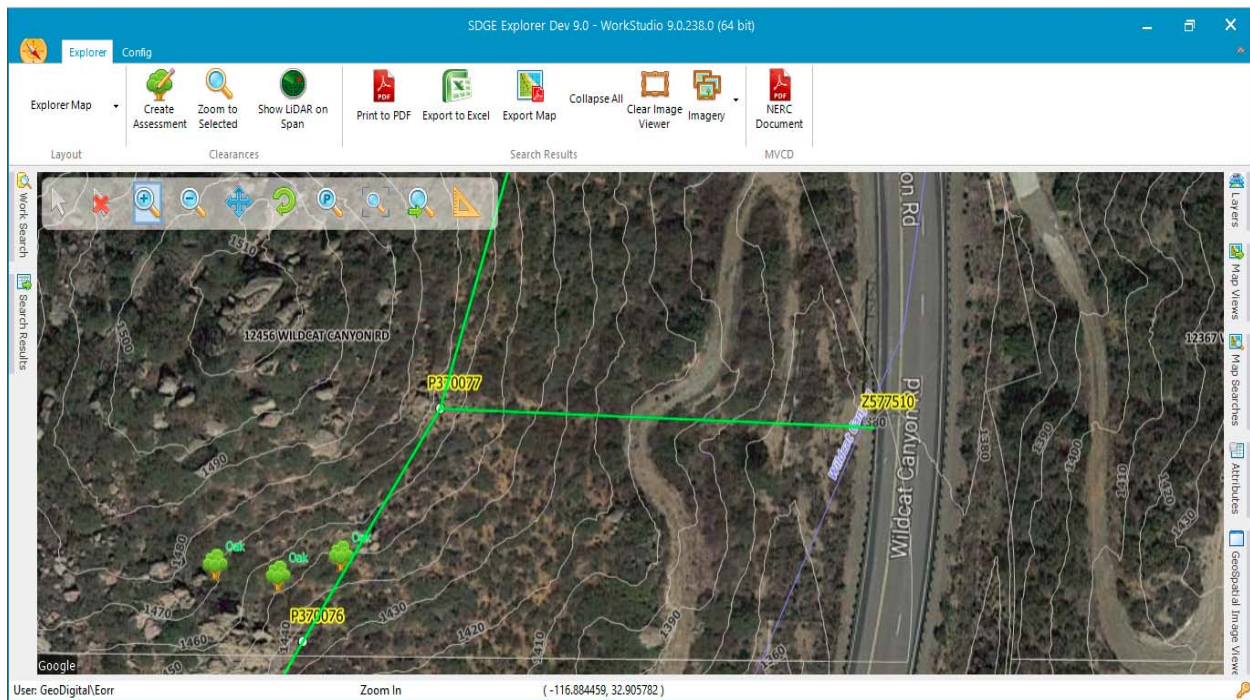 SDGE Explorer Dev 9.0 - WorkStudio 9.0.238.0 (64 bit)
Explorer
Config
Explorer Map
Create Assessment
Zoom to Selected
Show LiDAR on Span
Print to PDF
Export to Excel
Export Map
Collapse All
Clear Image Viewer
Imagery
NERC Document
Layout
Clearances
Search Results
MVCD
Work Search
Search Results
Layers
Map Views
Map Searches
Attributes
GeoSpatial Image Viewe
on Rd
1510
1500
12456 WILDCAT CANYON RD
12367
P370077
Z577510
Wildcat Canyon Rd
1380
1390
1400
1410
1420
1430
1490
1480
Oak
Oak
Oak
1470
1460
1440
1430
1420
1410
1390
1360
P370076
Google
User: GeoDigital\Eorr
Zoom In
( -116.884459, 32.905782 )